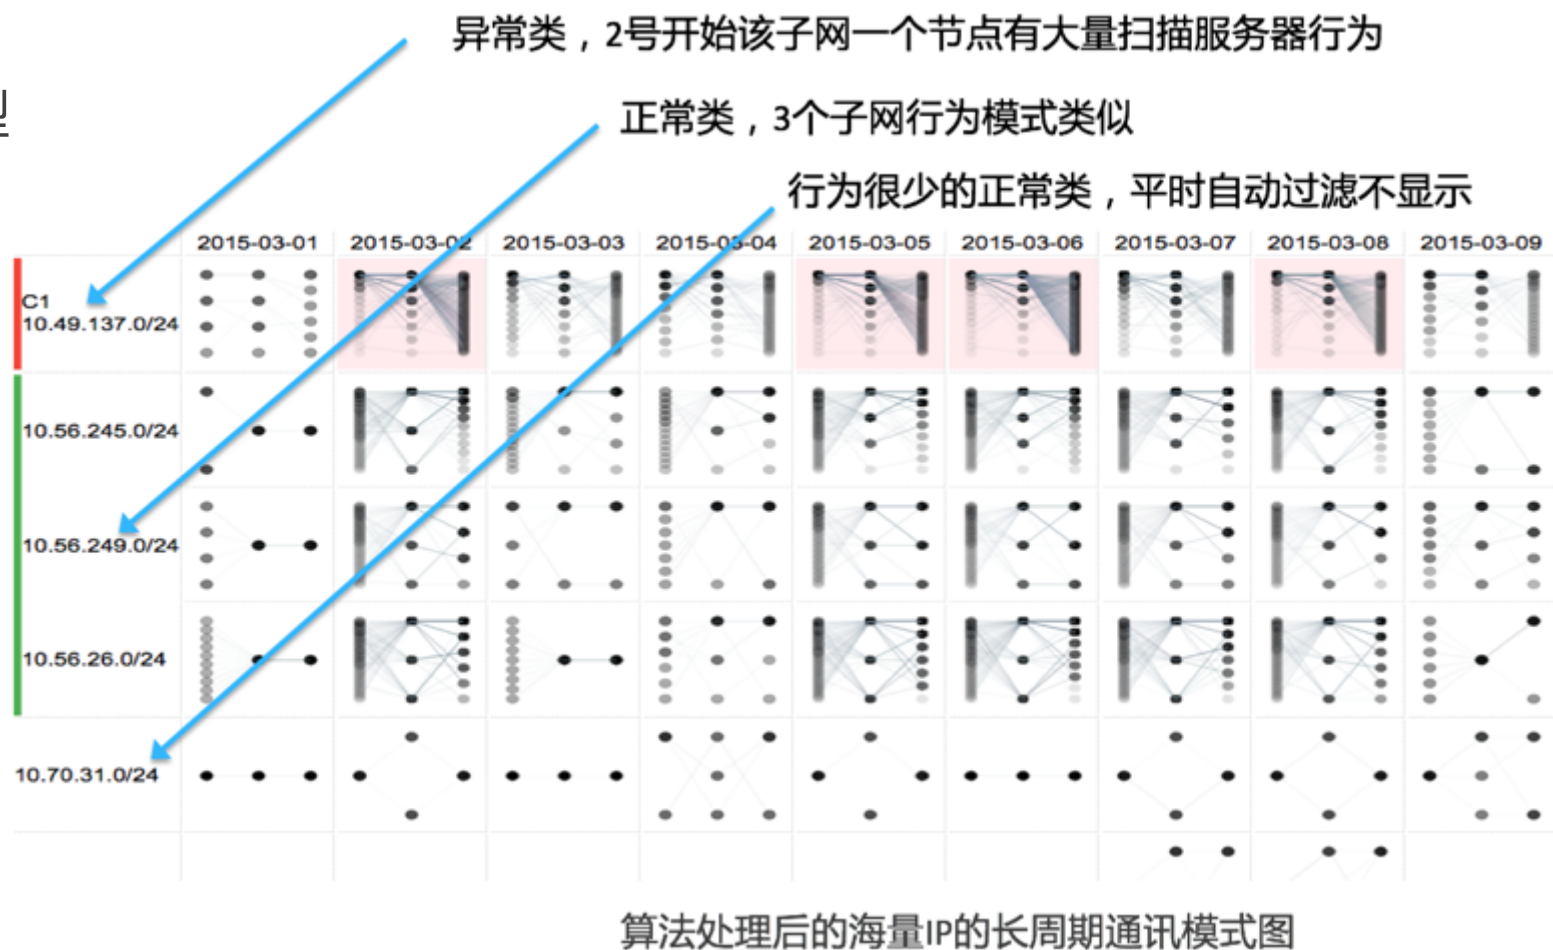 异常类，2号开始该子网一个节点有大量扫描服务器行为
型
正常类，3个子网行为模式类似
行为很少的正常类，平时自动过滤不显示
2015-03-01 2015-03-02 2015-03-03 2015-03-04 2015-03-05 2015-03-06 2015-03-07 2015-03-08 2015-03-09
C1
10.49.137.0/24
10.56.245.0/24
10.56.249.0/24
10.56.26.0/24
10.70.31.0/24
算法处理后的海量IP的长周期通讯模式图